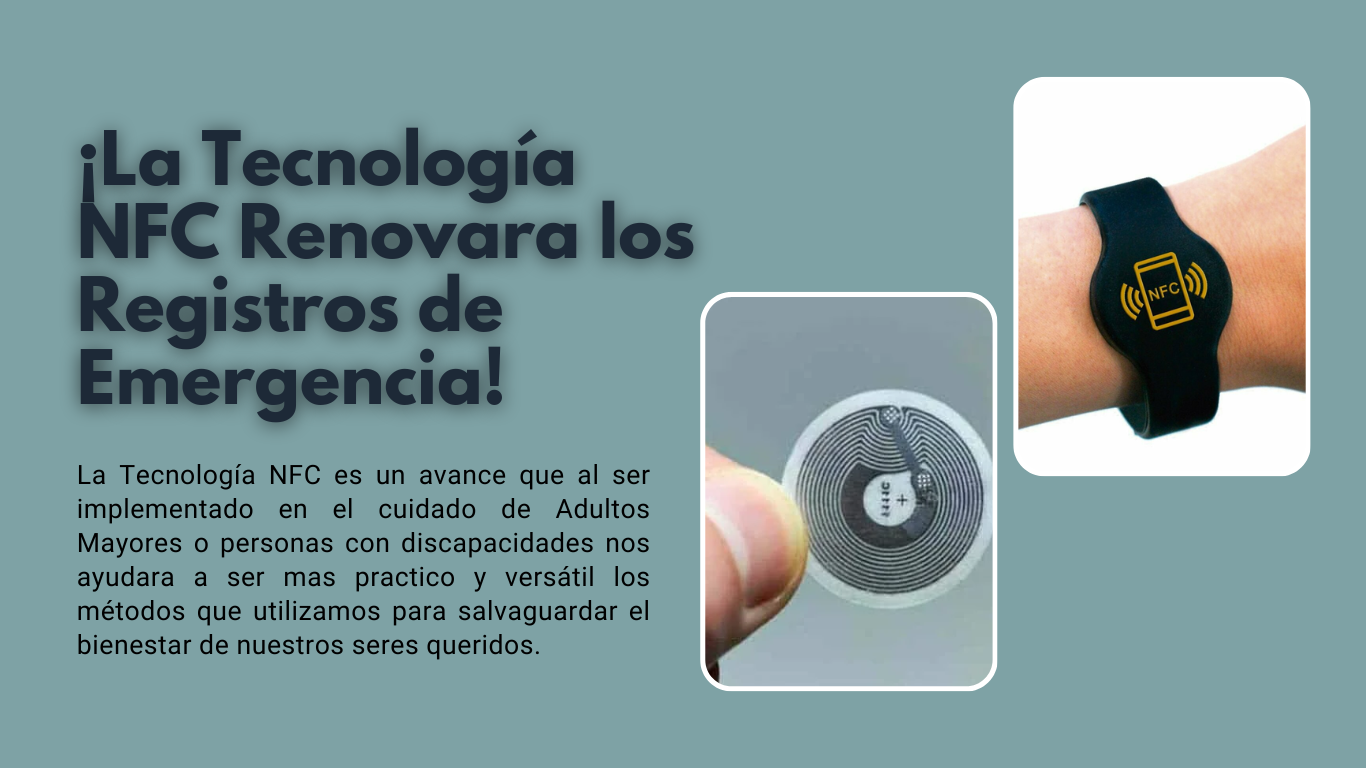 ¡La Tecnología
NFC Renovara los
Registros de
Emergencia!
La Tecnología NFC es un avance que al ser
implementado en el cuidado de Adultos
Mayores o personas con discapacidades nos
ayudara a ser mas practico y versátil los
métodos que utilizamos para salvaguardar el
bienestar de nuestros seres queridos.
NFC